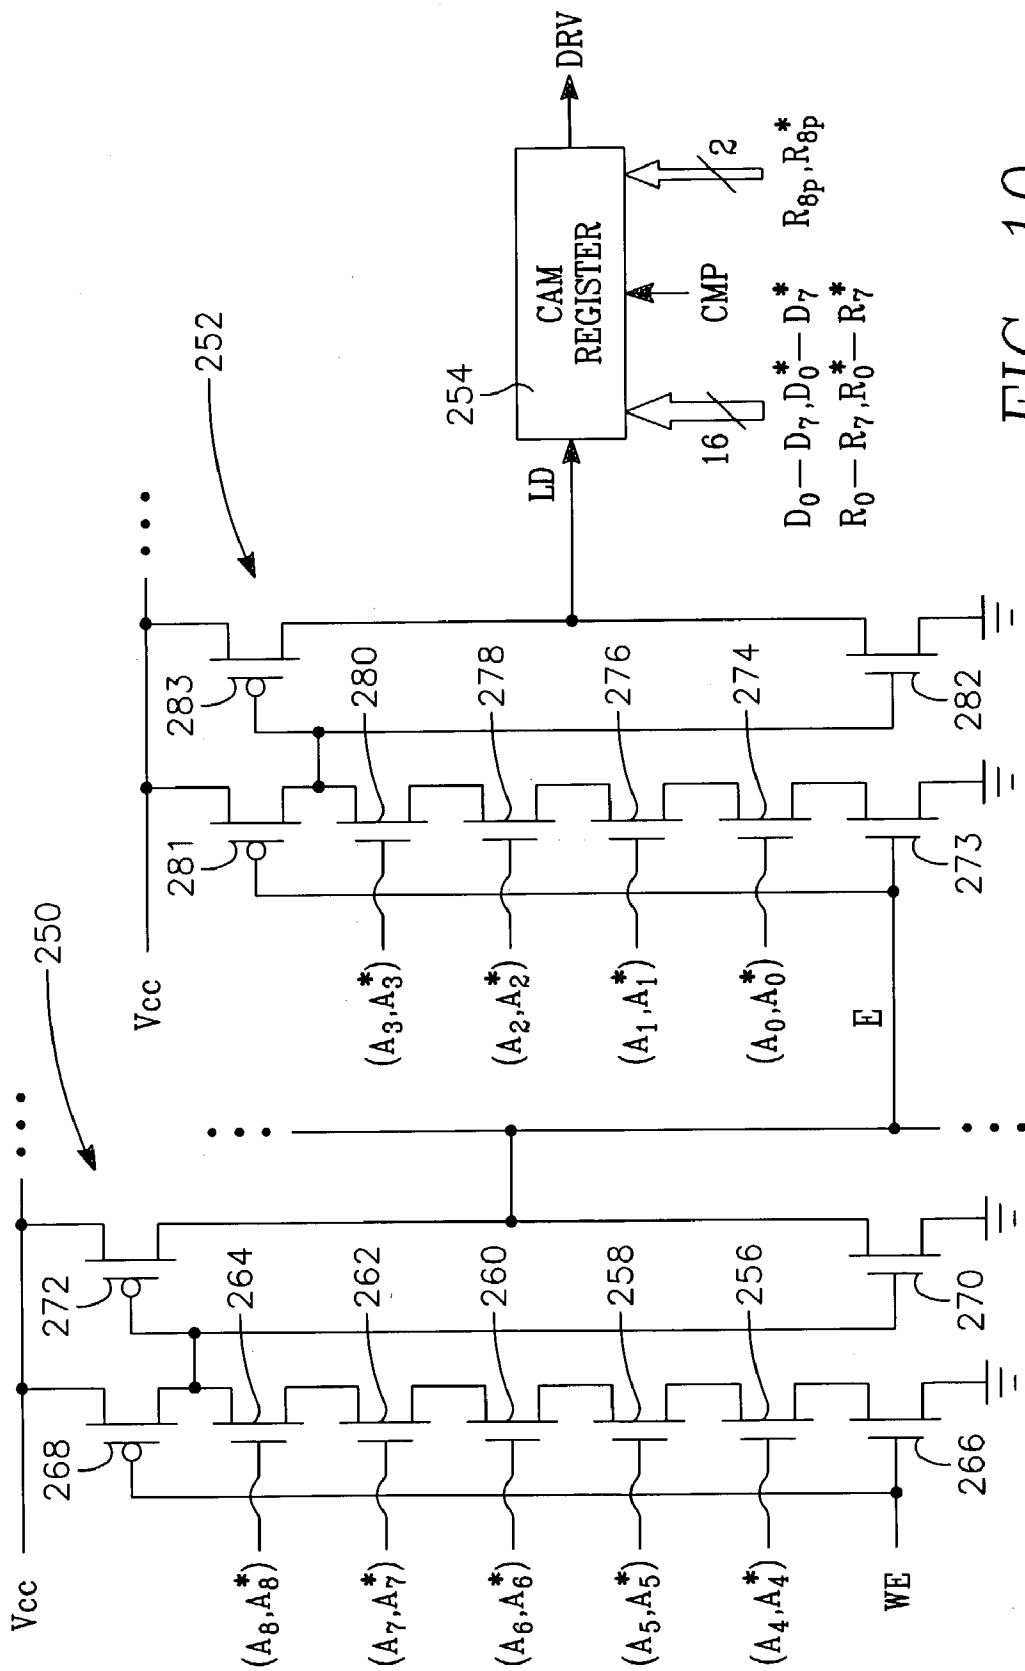 Vcc
250
272
268
264
262
260
258
256
270
266
(A8,A8*)
(A7,A7*)
(A6,A6*)
(A5,A5*)
(A4,A4*)
WE
Vcc
252
283
281
280
278
276
274
282
273
(A3,A3*)
(A2,A2*)
(A1,A1*)
(A0,A0*)
E
LD
254
CAM
REGISTER
DRV
16
CMP
2
D0—D7,D0*—D7*
R0—R7,R0*—R7*
R8p,R8p*